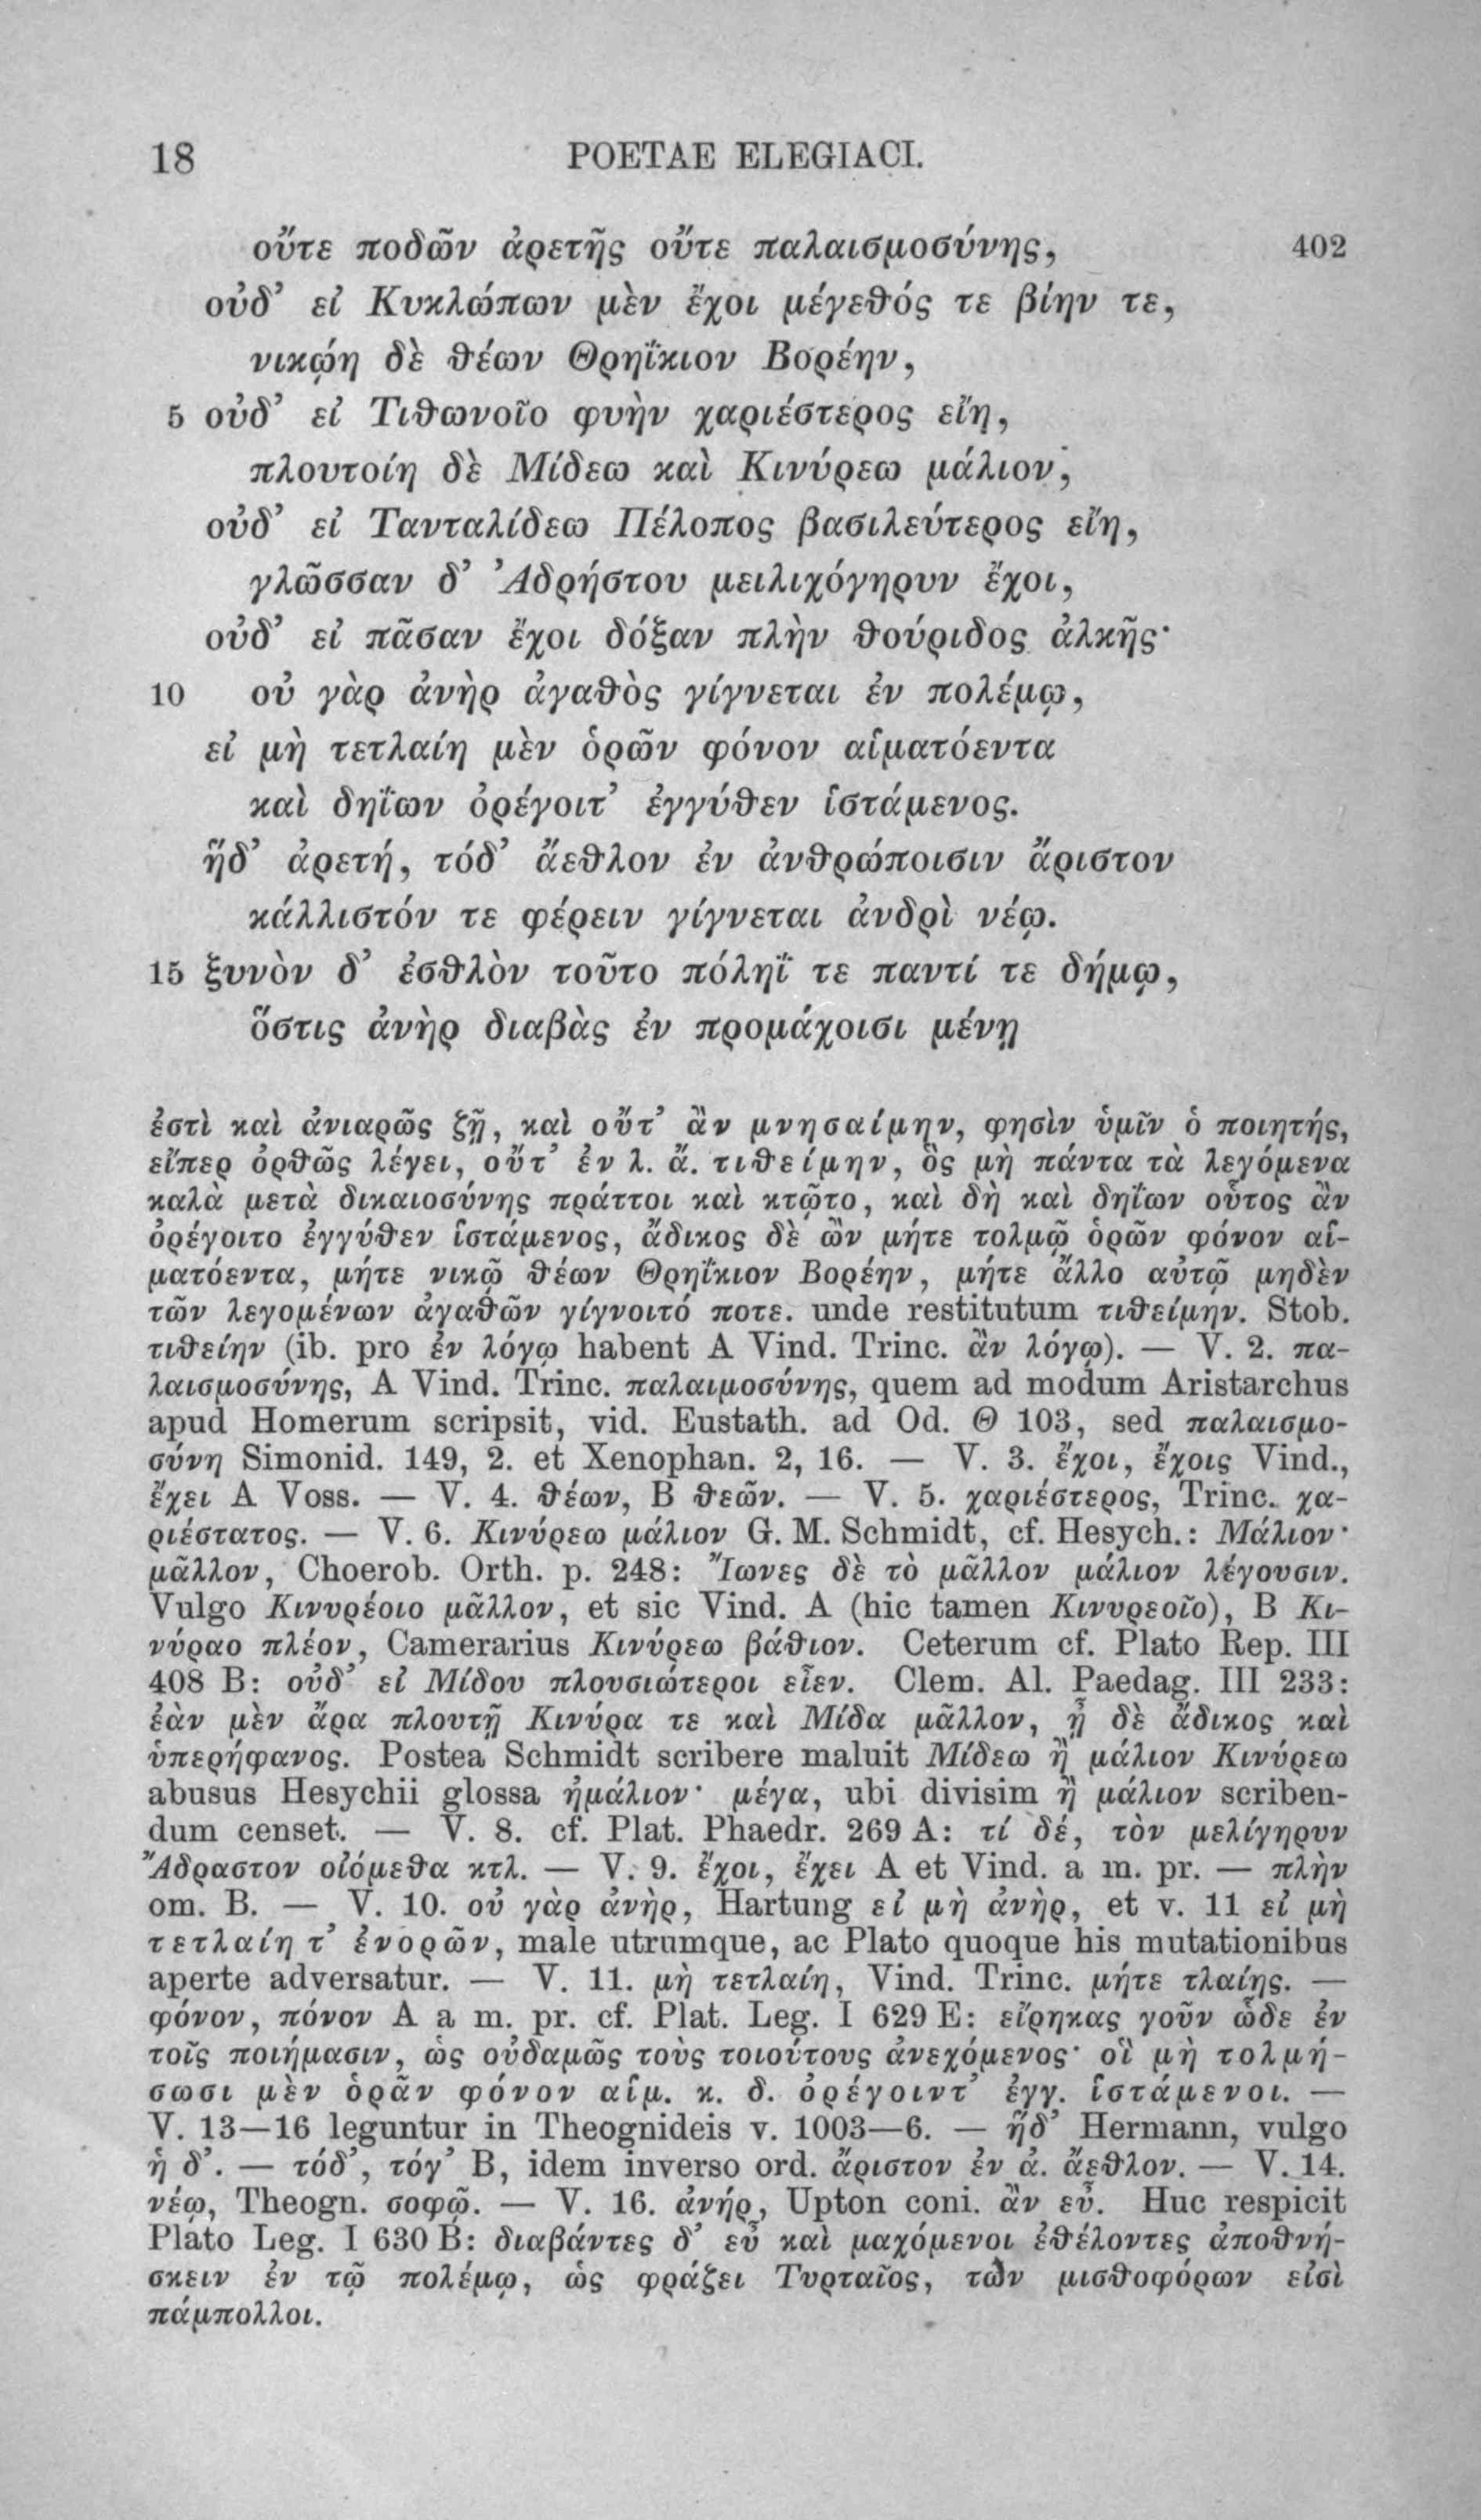 18 POETAE ELEGIACI.
οὔτε ποδῶν ἀρετῆς οὔτε παλαισμοσύνης, 402
οὐδ’ εἰ Κυκλώπων μὲν ἔχοι μέγεθός τε βίην τε,
νικῴη δὲ θέων Θρηΐκιον Βορέην,
5 οὐδ’ εἰ Τιθωνοῖο φυὴν χαριέστερος εἴη,
πλουτοίη δὲ Μίδεω καὶ Κινύρεω μάλιον,
οὐδ’ εἰ Τανταλίδεω Πέλοπος βασιλεύτερος εἴη,
γλῶσσαν δ’ Ἀδρήστου μειλιχόγηρυν ἔχοι,
οὐδ’ εἰ πᾶσαν ἔχοι δόξαν πλὴν θούριδος ἀλκῆς·
10 οὐ γὰρ ἀνὴρ ἀγαθὸς γίγνεται ἐν πολέμῳ,
εἰ μὴ τετλαίη μὲν ὁρῶν φόνον αἱματόεντα
καὶ δηΐων ὀρέγοιτ’ ἐγγύθεν ἱστάμενος.
ἥδ’ ἀρετή, τόδ’ ἄεθλον ἐν ἀνθρώποισιν ἄριστον
κάλλιστόν τε φέρειν γίγνεται ἀνδρὶ νέῳ.
15 ξυνὸν δ’ ἐσθλὸν τοῦτο πόληΐ τε παντί τε δήμῳ,
ὅστις ἀνὴρ διαβὰς ἐν προμάχοισι μένῃ
ἐστὶ καὶ ἀνιαρῶς ζῇ, καὶ οὔτ’ ἂν μνησαίμην, φησὶν ὑμῖν ὁ ποιητής,
εἴπερ ὀρθῶς λέγει, οὔτ’ ἐν λ. ἄ. τιθείμην, ὃς μὴ πάντα τὰ λεγόμενα
καλὰ μετὰ δικαιοσύνης πράττοι καὶ κτῷτο, καὶ δὴ καὶ δηΐων οὗτος ἂν
ὀρέγοιτο ἐγγύθεν ἱστάμενος, ἄδικος δὲ ὢν μήτε τολμῷ ὁρῶν φόνον αἱ-
ματόεντα, μήτε νικῷ θέων Θρηΐκιον Βορέην, μήτε ἄλλο αὐτῷ μηδὲν
τῶν λεγομένων ἀγαθῶν γίγνοιτό ποτε. unde restitutum τιθείμην. Stob.
τιθείην (ib. pro ἐν λόγῳ habent A Vind. Trinc. ἂν λόγῳ). — V. 2. πα-
λαισμοσύνης, A Vind. Trinc. παλαιμοσύνης, quem ad modum Aristarchus
apud Homerum scripsit, vid. Eustath. ad Od. Θ 103, sed παλαισμο-
σύνη Simonid. 149, 2. et Xenophan. 2, 16. — V. 3. ἔχοι, ἔχοις Vind.,
ἔχει A Voss. — V. 4. θέων, B θεῶν. — V. 5. χαριέστερος, Trinc. χα-
ριέστατος. — V. 6. Κινύρεω μάλιον G. M. Schmidt, cf. Hesych.: Μάλιον·
μᾶλλον, Choerob. Orth. p. 248: Ἴωνες δὲ τὸ μᾶλλον μάλιον λέγουσιν.
Vulgo Κινυρέοιο μᾶλλον, et sic Vind. A (hic tamen Κινυρεοῖο), B Κι-
νύραο πλέον, Camerarius Κινύρεω βάθιον. Ceterum cf. Plato Rep. III
408 B: οὐδ’ εἰ Μίδου πλουσιώτεροι εἶεν. Clem. Al. Paedag. III 233:
ἐὰν μὲν ἄρα πλουτῇ Κινύρα τε καὶ Μίδα μᾶλλον, ᾖ δὲ ἄδικος καὶ
ὑπερήφανος. Postea Schmidt scribere maluit Μίδεω ἢ μάλιον Κινύρεω
abusus Hesychii glossa ἠμάλιον· μέγα, ubi divisim ἢ μάλιον scriben-
dum censet. — V. 8. cf. Plat. Phaedr. 269 A: τί δέ, τὸν μελίγηρυν
Ἄδραστον οἰόμεθα κτλ. — V. 9. ἔχοι, ἔχει A et Vind. a m. pr. — πλὴν
om. B. — V. 10. οὐ γὰρ ἀνὴρ, Hartung εἰ μὴ ἀνὴρ, et v. 11 εἰ μὴ
τετλαίη τ’ ἐνορῶν, male utrumque, ac Plato quoque his mutationibus
aperte adversatur. — V. 11. μὴ τετλαίη, Vind. Trinc. μήτε τλαίης. —
φόνον, πόνον A a m. pr. cf. Plat. Leg. I 629 E: εἴρηκας γοῦν ὧδε ἐν
τοῖς ποιήμασιν, ὡς οὐδαμῶς τοὺς τοιούτους ἀνεχόμενος· οἳ μὴ τολμή-
σωσι μὲν ὁρᾶν φόνον αἱμ. κ. δ. ὀρέγοιντ’ ἐγγ. ἱστάμενοι. —
V. 13—16 leguntur in Theognideis v. 1003—6. — ἥδ’ Hermann, vulgo
ἡ δ’. — τόδ’, τόγ’ B, idem inverso ord. ἄριστον ἐν ἀ. ἄεθλον. — V. 14.
νέῳ, Theogn. σοφῷ. — V. 16. ἀνήρ, Upton coni. ἂν εὖ. Huc respicit
Plato Leg. I 630 B: διαβάντες δ’ εὖ καὶ μαχόμενοι ἐθέλοντες ἀποθνή-
σκειν ἐν τῷ πολέμῳ, ὡς φράζει Τυρταῖος, τῶν μισθοφόρων εἰσὶ
πάμπολλοι.